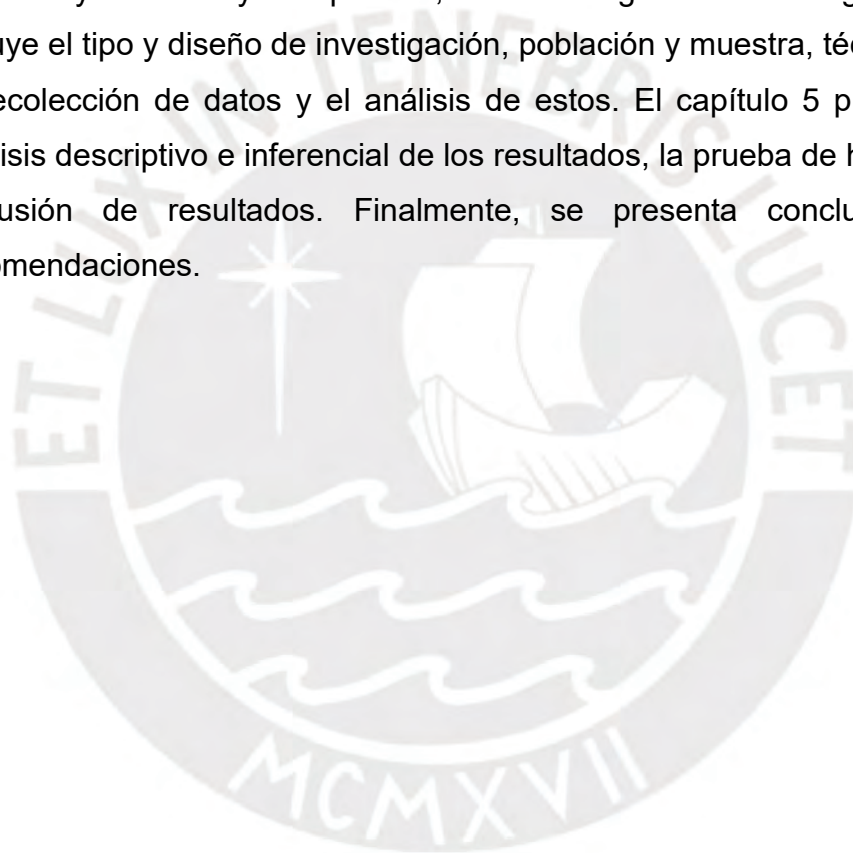 uye el tipo y diseño de investigación, población y muestra, té
ecolección de datos y el análisis de estos. El capítulo 5 p
isis descriptivo e inferencial de los resultados, la prueba de h
usión de resultados. Finalmente, se presenta conclu
omendaciones.
ET LUX IN TENEBRIS LUCET
MCMXVII